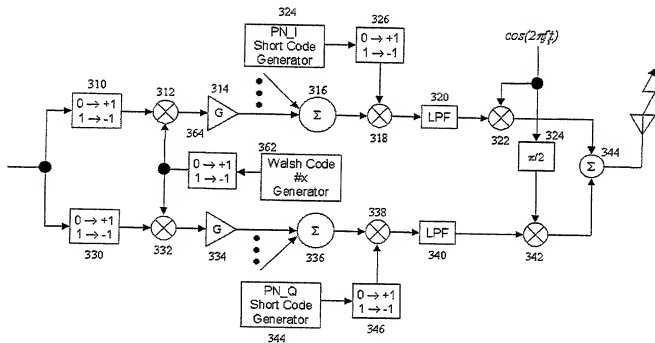 324
PN_I
Short Code
Generator
326
0 → +1
1 → -1
cos(2πft)
310
0 → +1
1 → -1
312
314
G
364
316
Σ
318
320
LPF
322
324
π/2
344
Σ
362
0 → +1
1 → -1
Walsh Code
#x
Generator
330
0 → +1
1 → -1
332
G
334
Σ
336
338
LPF
340
342
PN_Q
Short Code
Generator
344
0 → +1
1 → -1
346